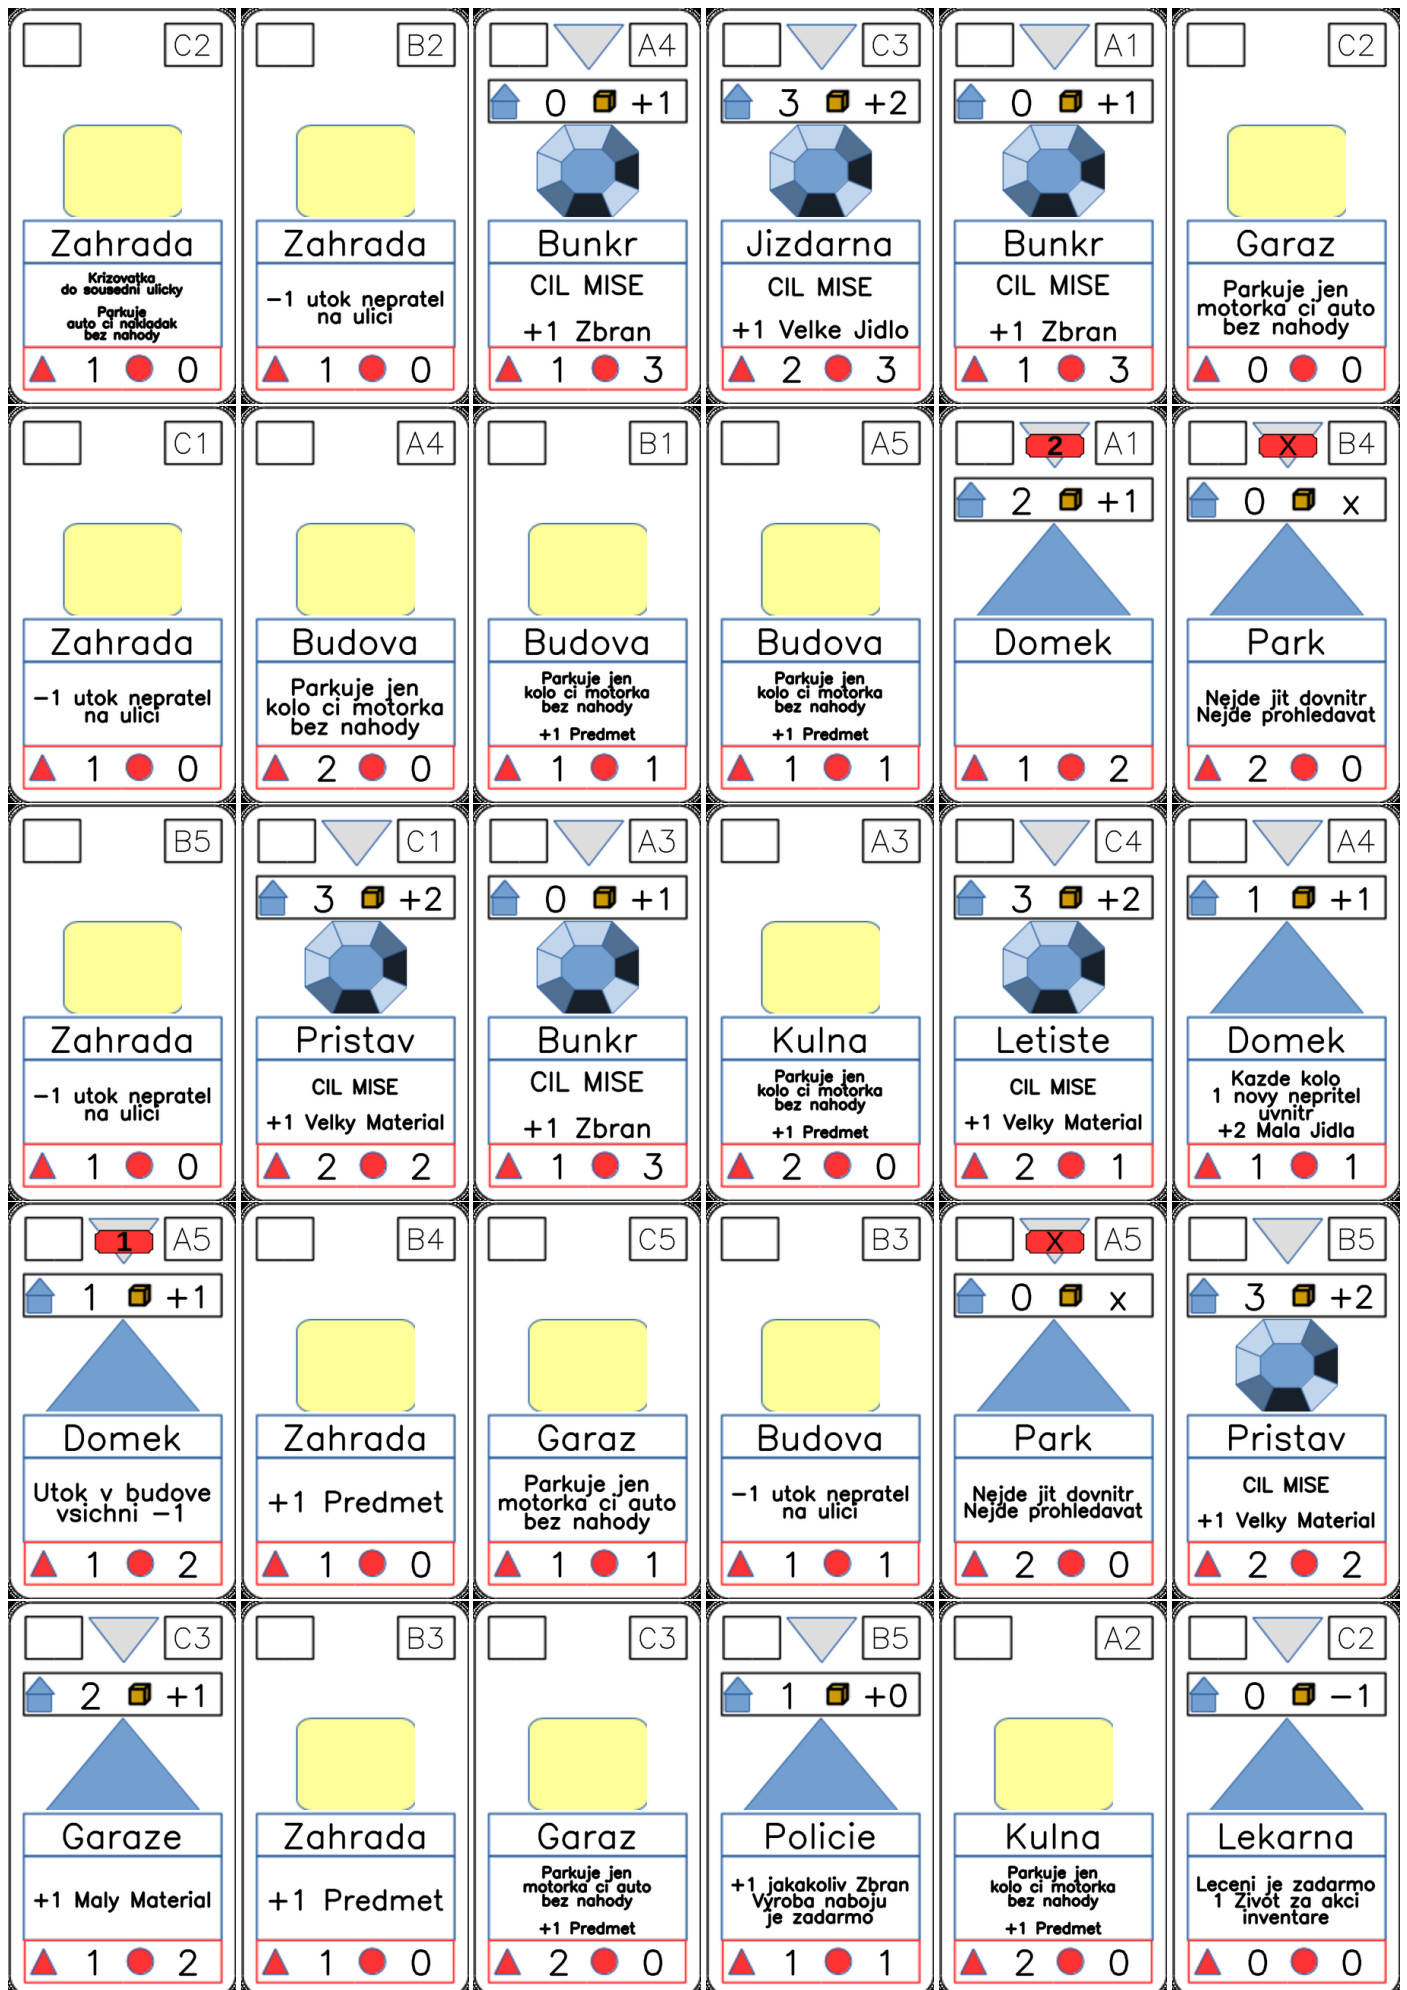 C2
Zahrada
Krizovatka
do sousedni ulicky
Parkuje
auto ci nakladak
bez nahody
1 0
B2
Zahrada
-1 utok nepratel
na ulici
1 0
A4
0 +1
Bunkr
CIL MISE
+1 Zbran
1 3
C3
3 +2
Jizdarna
CIL MISE
+1 Velke Jidlo
2 3
A1
0 +1
Bunkr
CIL MISE
+1 Zbran
1 3
C2
Garaz
Parkuje jen
motorka ci auto
bez nahody
0 0
C1
Zahrada
-1 utok nepratel
na ulici
1 0
A4
Budova
Parkuje jen
kolo ci motorka
bez nahody
2 0
B1
Budova
Parkuje jen
kolo ci motorka
bez nahody
+1 Predmet
1 1
A5
Budova
Parkuje jen
kolo ci motorka
bez nahody
+1 Predmet
1 1
2 A1
2 +1
Domek
1 2
X B4
0 x
Park
Nejde jit dovnitr
Nejde prohledavat
2 0
B5
Zahrada
-1 utok nepratel
na ulici
1 0
C1
3 +2
Pristav
CIL MISE
+1 Velky Material
2 2
A3
0 +1
Bunkr
CIL MISE
+1 Zbran
1 3
A3
Kulna
Parkuje jen
kolo ci motorka
bez nahody
+1 Predmet
2 0
C4
3 +2
Letiste
CIL MISE
+1 Velky Material
2 1
A4
1 +1
Domek
Kazde kolo
1 novy nepritel
uvnitr
+2 Mala Jidla
1 1
1 A5
1 +1
Domek
Utok v budove
vsichni -1
1 2
B4
Zahrada
+1 Predmet
1 0
C5
Garaz
Parkuje jen
motorka ci auto
bez nahody
1 1
B3
Budova
-1 utok nepratel
na ulici
1 1
X A5
0 x
Park
Nejde jit dovnitr
Nejde prohledavat
2 0
B5
3 +2
Pristav
CIL MISE
+1 Velky Material
2 2
C3
2 +1
Garaze
+1 Maly Material
1 2
B3
Zahrada
+1 Predmet
1 0
C3
Garaz
Parkuje jen
motorka ci auto
bez nahody
+1 Predmet
2 0
B5
1 +0
Policie
+1 jakakoliv Zbran
Vyroba naboju
je zadarmo
1 1
A2
Kulna
Parkuje jen
kolo ci motorka
bez nahody
+1 Predmet
2 0
C2
0 -1
Lekarna
Leceni je zadarmo
1 Zivot za akci
inventare
0 0